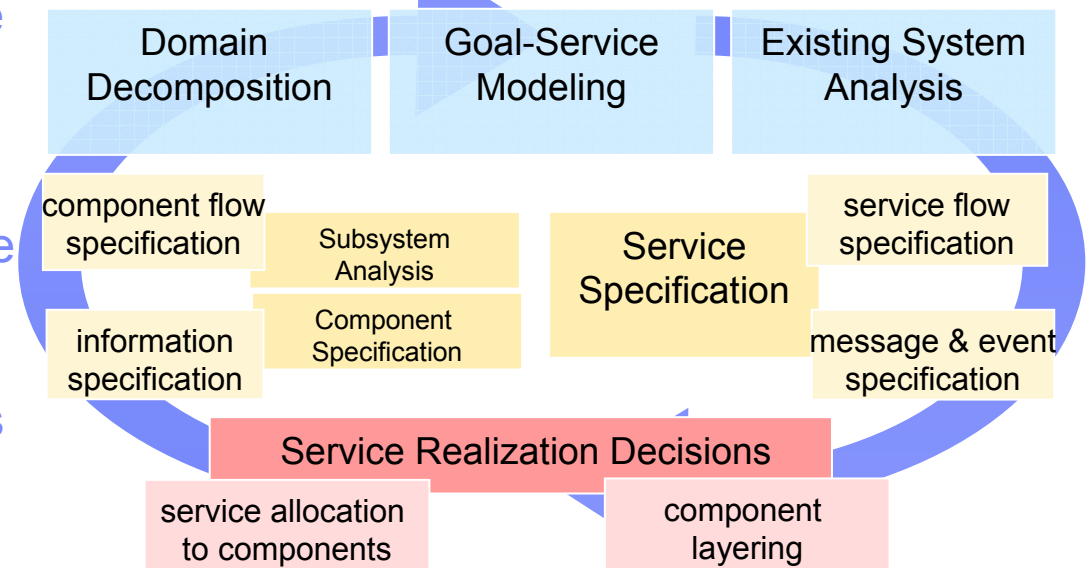 Domain
Decomposition
Goal-Service
Modeling
Existing System
Analysis
component flow
specification
Subsystem
Analysis
Service
Specification
service flow
specification
information
specification
Component
Specification
message & event
specification
Service Realization Decisions
service allocation
to components
component
layering